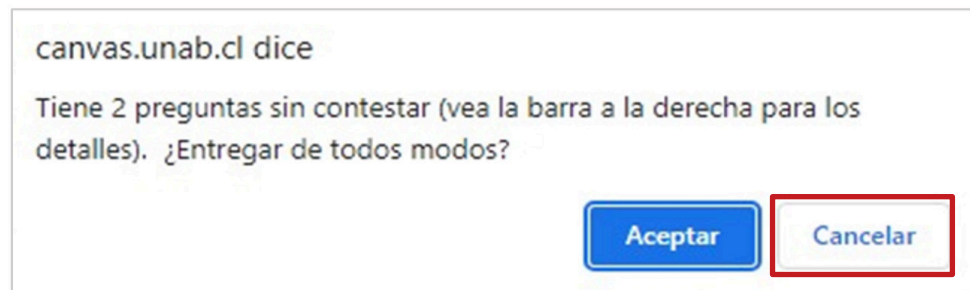 canvas.unab.cl dice
Tiene 2 preguntas sin contestar (vea la barra a la derecha para los
detalles).  ¿Entregar de todos modos?
Aceptar
Cancelar